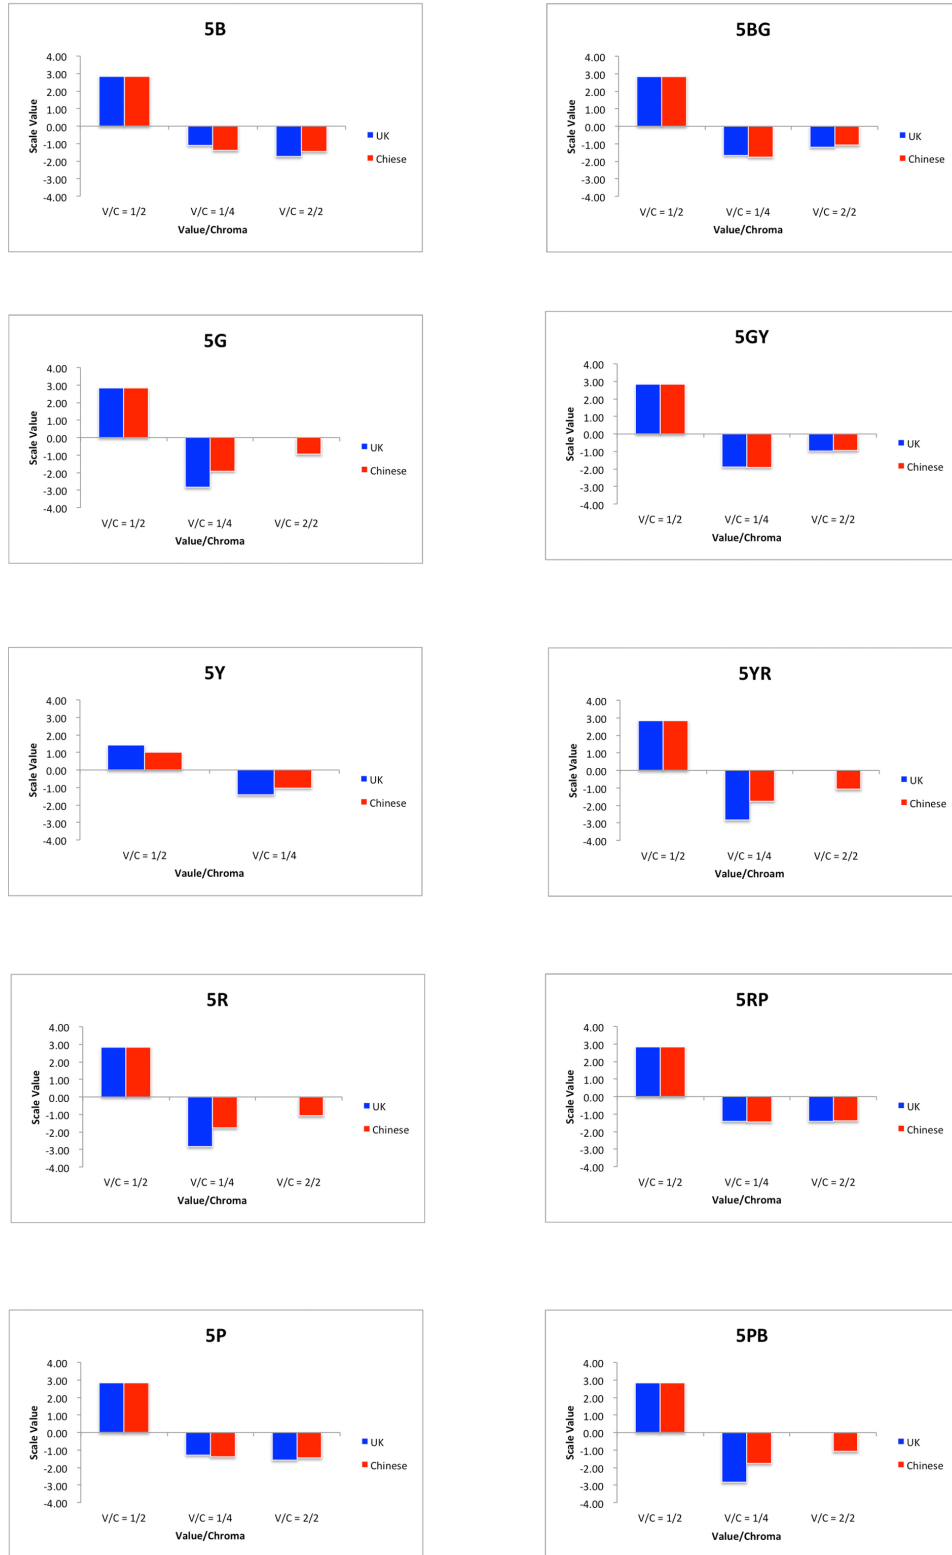 5B
4.00
3.00
2.00
1.00
0.00
-1.00
-2.00
-3.00
-4.00
Scale Value
V/C = 1/2 V/C = 1/4 V/C = 2/2
Value/Chroma
UK
Chiese
5BG
4.00
3.00
2.00
1.00
0.00
-1.00
-2.00
-3.00
-4.00
Scale Value
V/C = 1/2 V/C = 1/4 V/C = 2/2
Value/Chroma
UK
Chinese
5G
4.00
3.00
2.00
1.00
0.00
-1.00
-2.00
-3.00
-4.00
Scale Value
V/C = 1/2 V/C = 1/4 V/C = 2/2
Value/Chroma
UK
Chinese
5GY
4.00
3.00
2.00
1.00
0.00
-1.00
-2.00
-3.00
-4.00
Scale Value
V/C = 1/2 V/C = 1/4 V/C = 2/2
Value/Chroma
UK
Chinese
5Y
4.00
3.00
2.00
1.00
0.00
-1.00
-2.00
-3.00
-4.00
Scale Value
V/C = 1/2 V/C = 1/4
Vaule/Chroma
UK
Chinese
5YR
4.00
3.00
2.00
1.00
0.00
-1.00
-2.00
-3.00
-4.00
Scale Value
V/C = 1/2 V/C = 1/4 V/C = 2/2
Value/Chroam
UK
Chinese
5R
4.00
3.00
2.00
1.00
0.00
-1.00
-2.00
-3.00
-4.00
Scale Value
V/C = 1/2 V/C = 1/4 V/C = 2/2
Value/Chroma
UK
Chinese
5RP
4.00
3.00
2.00
1.00
0.00
-1.00
-2.00
-3.00
-4.00
Scale Value
V/C = 1/2 V/C = 1/4 V/C = 2/2
Value/Chroma
UK
Chinese
5P
4.00
3.00
2.00
1.00
0.00
-1.00
-2.00
-3.00
-4.00
Scale Value
V/C = 1/2 V/C = 1/4 V/C = 2/2
Value/Chroma
UK
Chinese
5PB
4.00
3.00
2.00
1.00
0.00
-1.00
-2.00
-3.00
-4.00
Scale Value
V/C = 1/2 V/C = 1/4 V/C = 2/2
Value/Chroma
UK
Chinese